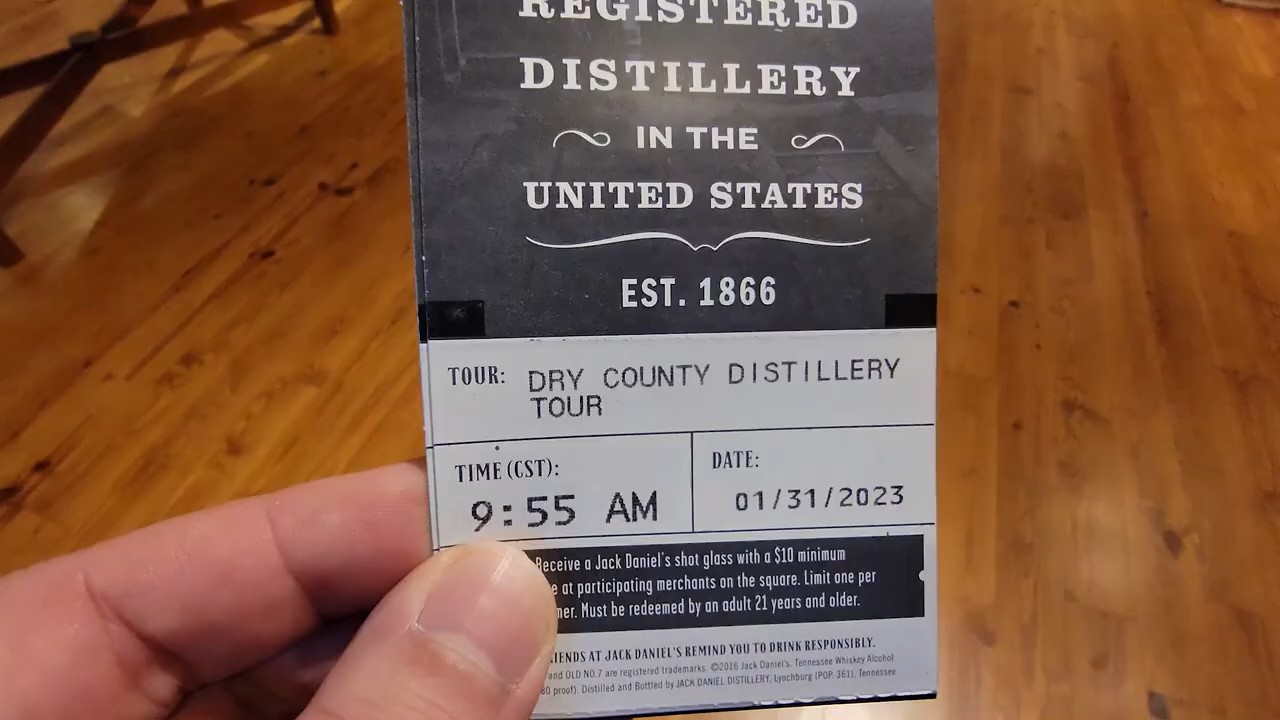 REGISTERED
DISTILLERY
IN THE
UNITED STATES
EST. 1866
TOUR: DRY COUNTY DISTILLERY
TOUR
TIME (CST):
9:55 AM
DATE:
01/31/2023
Receive a Jack Daniel's shot glass with a $10 minimum
at participating merchants on the square. Limit one per
Must be redeemed by an adult 21 years and older.
AT JACK DANIEL'S REMIND YOU TO DRINK RESPONSIBLY.
and OLD NO.7 are registered trademarks. ©2016 Jack Daniel's. Tennessee Whiskey Alcohol
proof). Distilled and Bottled by JACK DANIEL DISTILLERY, Lynchburg (POP. 361), Tennessee